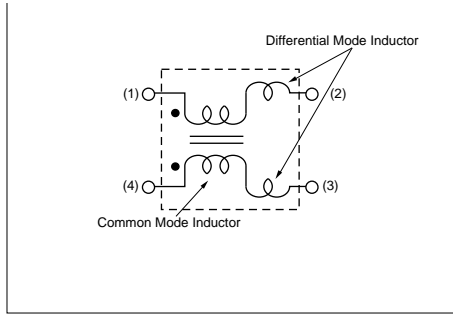 Differential Mode Inductor
(1)
(2)
(4)
(3)
Common Mode Inductor